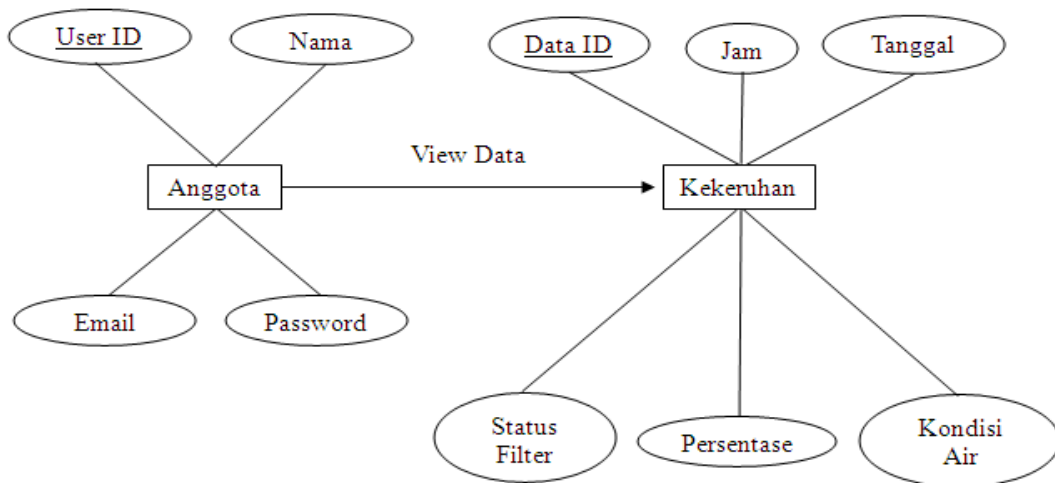 User ID
Nama
Data ID
Jam
Tanggal
View Data
Anggota
Kekeruhan
Email
Password
Status
Filter
Persentase
Kondisi
Air